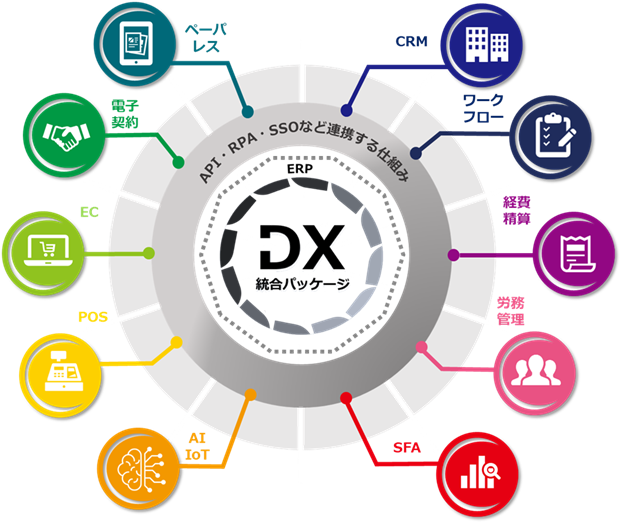 ペーパ
レス
CRM
電子
契約
ワーク
フロー
API・RPA・SSOなど連携する仕組み
ERP
DX
統合パッケージ
EC
経費
精算
POS
労務
管理
AI
IoT
SFA